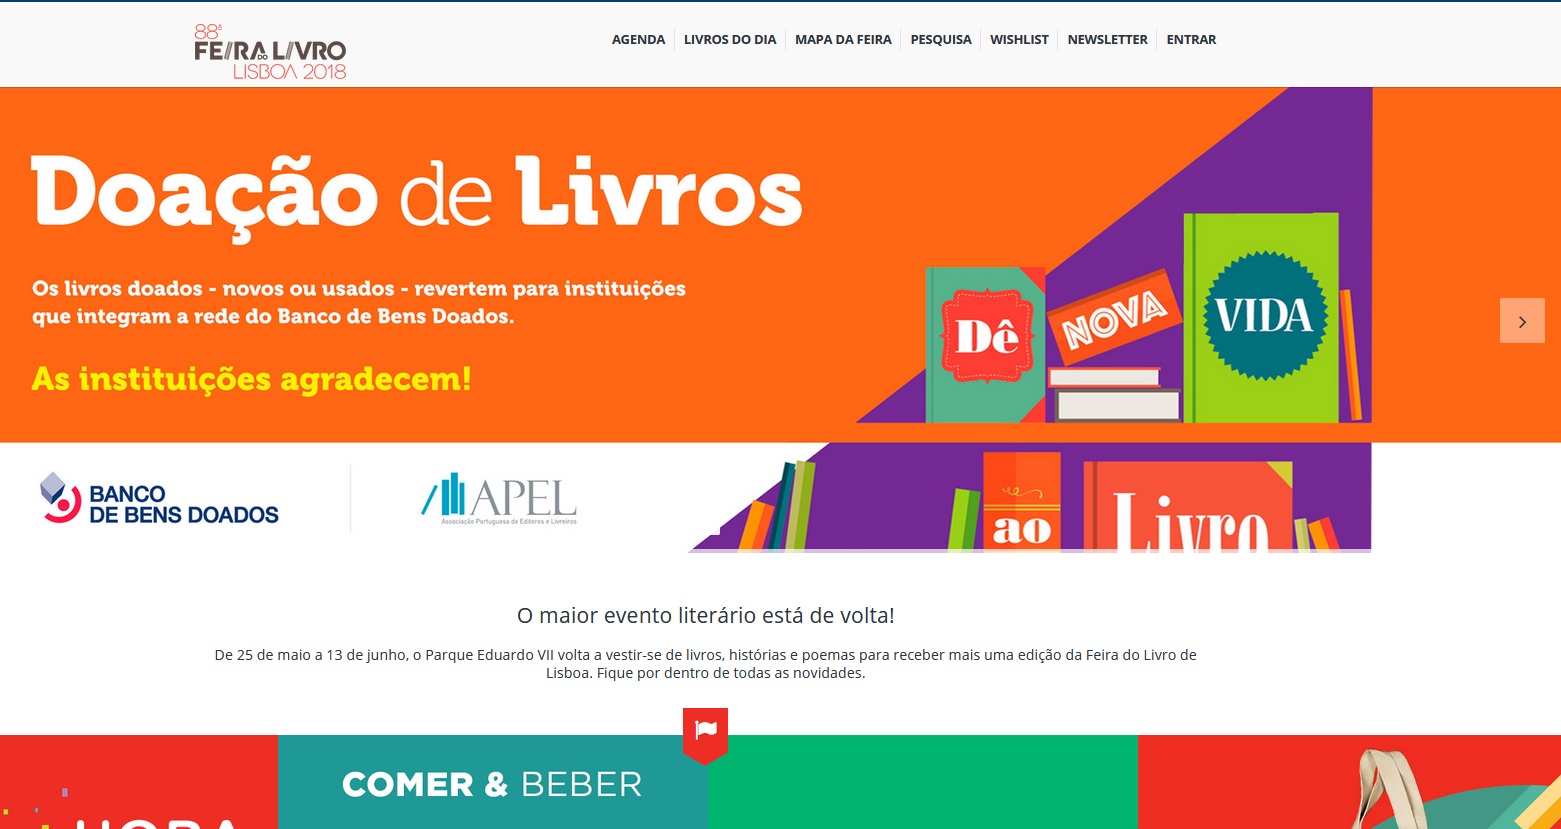 88ª
FEIRA DO LIVRO
LISBOA 2018
AGENDA
LIVROS DO DIA
MAPA DA FEIRA
PESQUISA
WISHLIST
NEWSLETTER
ENTRAR
Doação de Livros
Os livros doados - novos ou usados - revertem para instituições
que integram a rede do Banco de Bens Doados.
As instituições agradecem!
Dê
NOVA
VIDA
ao
Livro
BANCO
DE BENS DOADOS
APEL
Associação Portuguesa de Editores e Livreiros
O maior evento literário está de volta!
De 25 de maio a 13 de junho, o Parque Eduardo VII volta a vestir-se de livros, histórias e poemas para receber mais uma edição da Feira do Livro de
Lisboa. Fique por dentro de todas as novidades.
COMER & BEBER
HORA